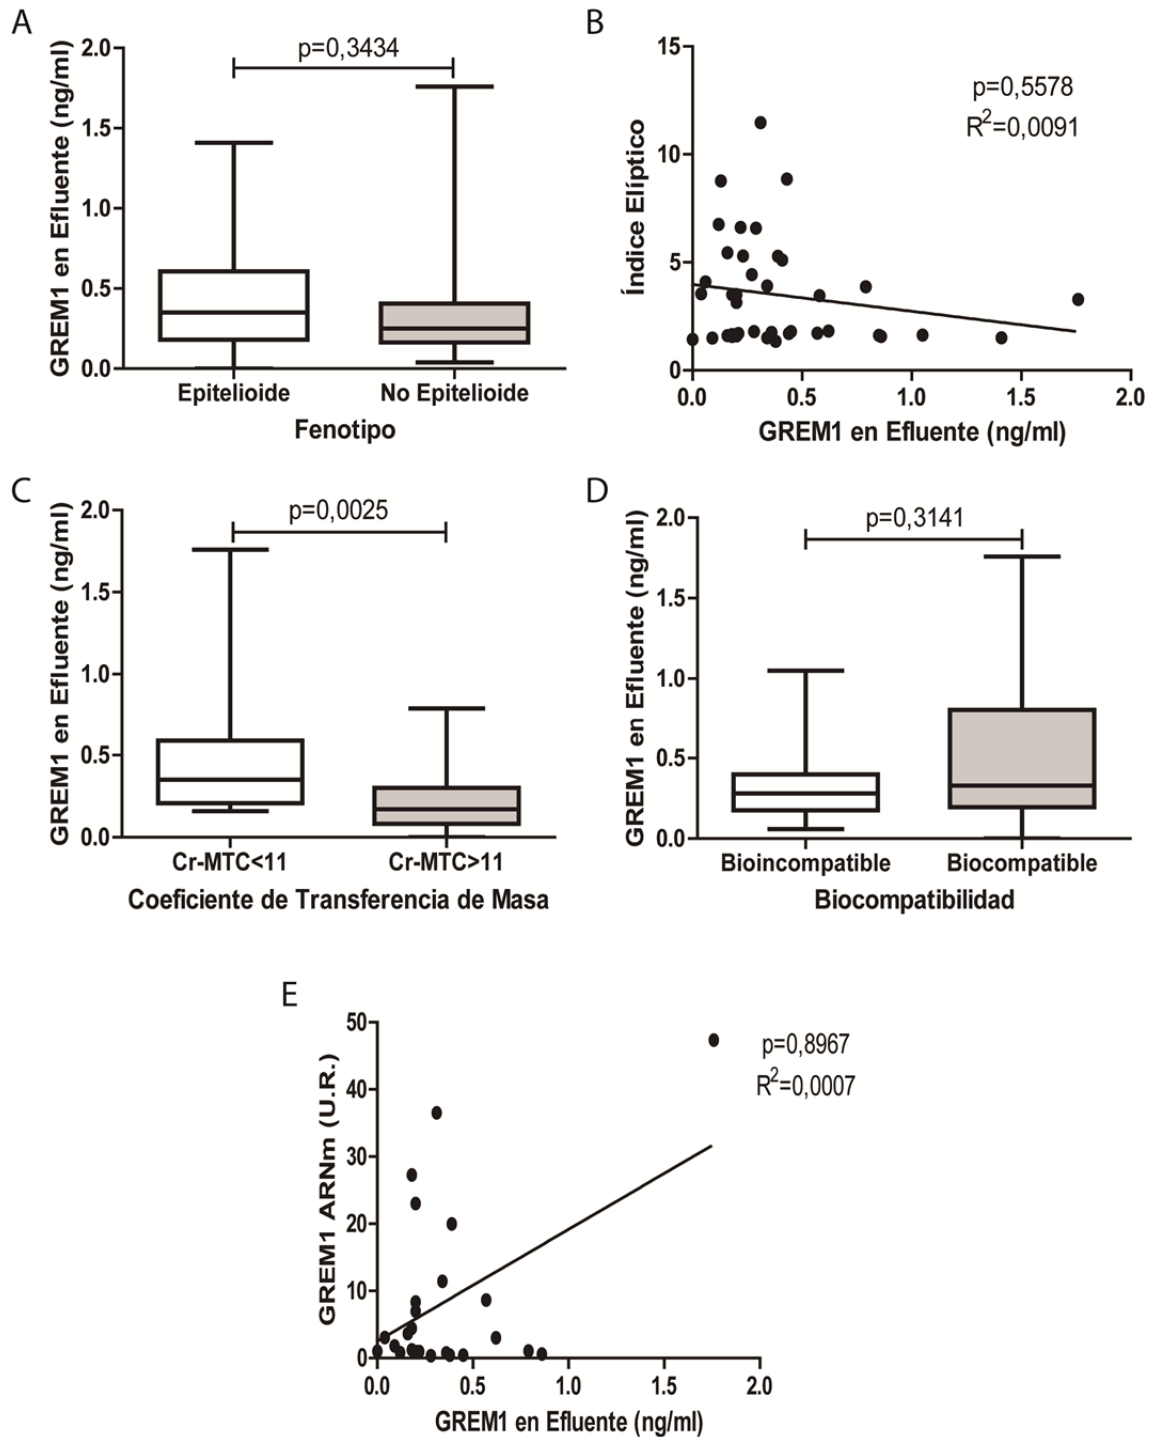 A
p=0,3434
GREM1 en Efluente (ng/ml)
2.0
1.5
1.0
0.5
0.0
Epitelioide
No Epitelioide
Fenotipo
B
p=0,5578
R²=0,0091
Índice Elíptico
15
10
5
0
0.0
0.5
1.0
1.5
2.0
GREM1 en Efluente (ng/ml)
C
p=0,0025
GREM1 en Efluente (ng/ml)
2.0
1.5
1.0
0.5
0.0
Cr-MTC<11
Cr-MTC>11
Coeficiente de Transferencia de Masa
D
p=0,3141
GREM1 en Efluente (ng/ml)
2.0
1.5
1.0
0.5
0.0
Bioincompatible
Biocompatible
Biocompatibilidad
E
p=0,8967
R²=0,0007
GREM1 ARNm (U.R.)
50
40
30
20
10
0
0.0
0.5
1.0
1.5
2.0
GREM1 en Efluente (ng/ml)